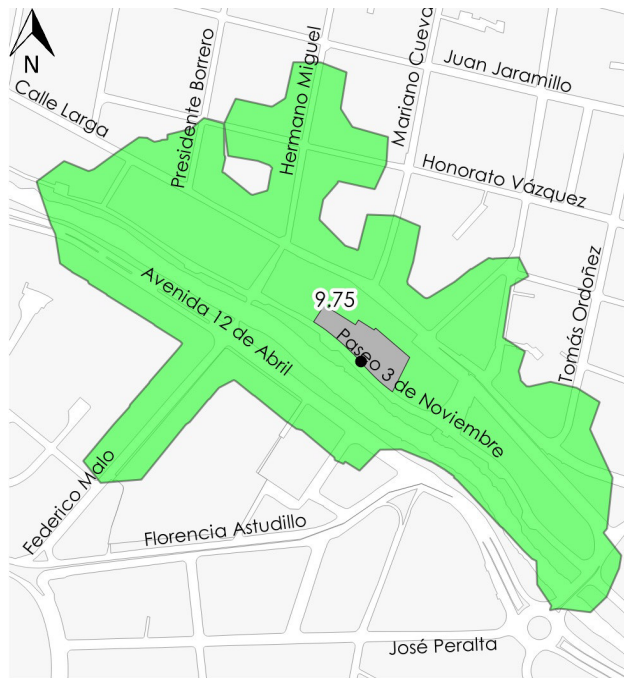 Juan Jaramillo
Mariano Cueva
Hermano Miguel
Presidente Borrero
N
Calle Larga
Honorato Vázquez
Tomás Ordoñez
9.75
Avenida 12 de Abril
Paseo 3 de Noviembre
Federico Malo
Florencia Astudillo
José Peralta